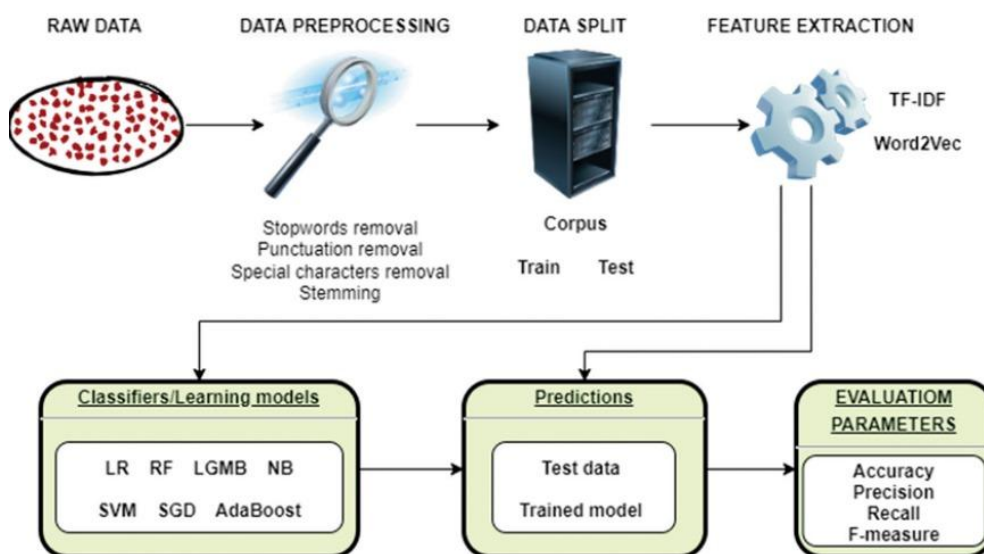 RAW DATA
DATA PREPROCESSING
DATA SPLIT
FEATURE EXTRACTION
TF-IDF
Word2Vec
Stopwords removal
Punctuation removal
Special characters removal
Stemming
Corpus
Train Test
Classifiers/Learning models
LR RF LGMB NB
SVM SGD AdaBoost
Predictions
Test data
Trained model
EVALUATIOM
PARAMETERS
Accuracy
Precision
Recall
F-measure